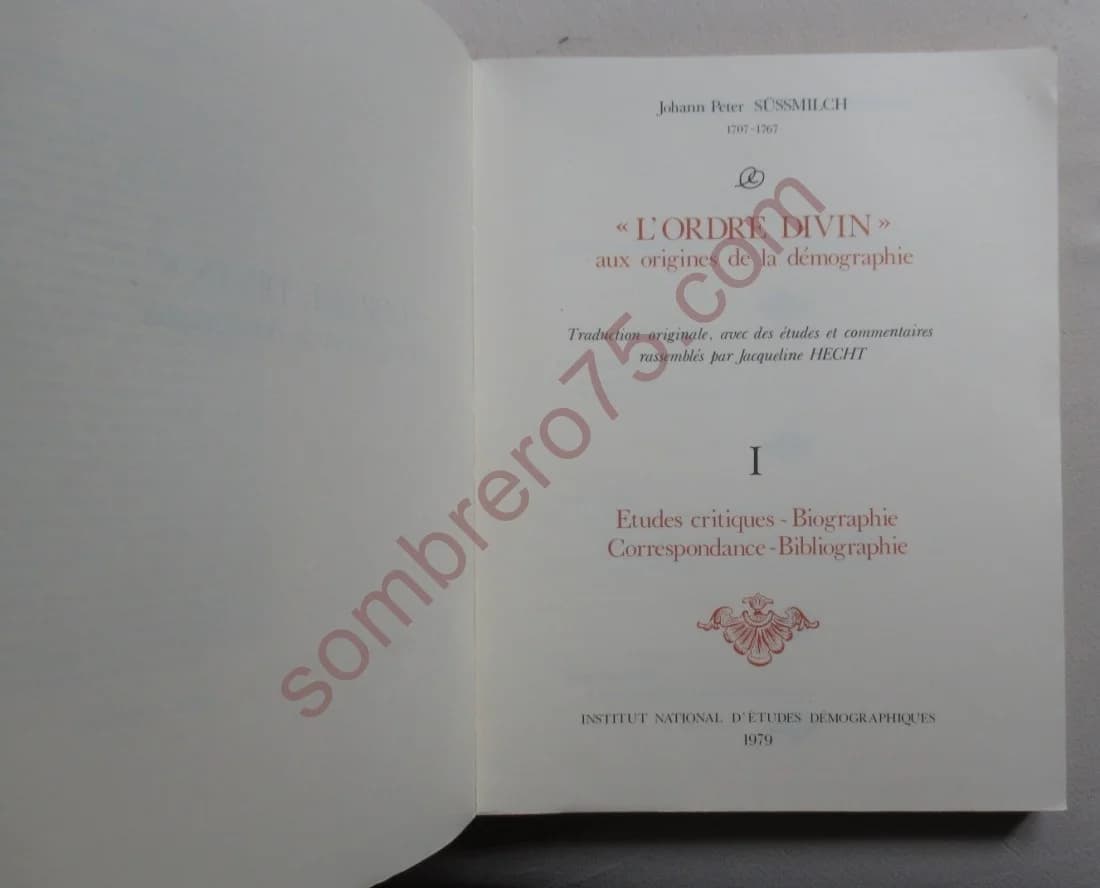 Johann Peter SÜSSMILCH
1707-1767
« L'ORDRE DIVIN »
aux origines de la démographie
Traduction originale, avec des études et commentaires
rassemblés par Jacqueline HECHT
I
Etudes critiques - Biographie
Correspondance - Bibliographie
INSTITUT NATIONAL D'ÉTUDES DÉMOGRAPHIQUES
1979
sombrero75.com